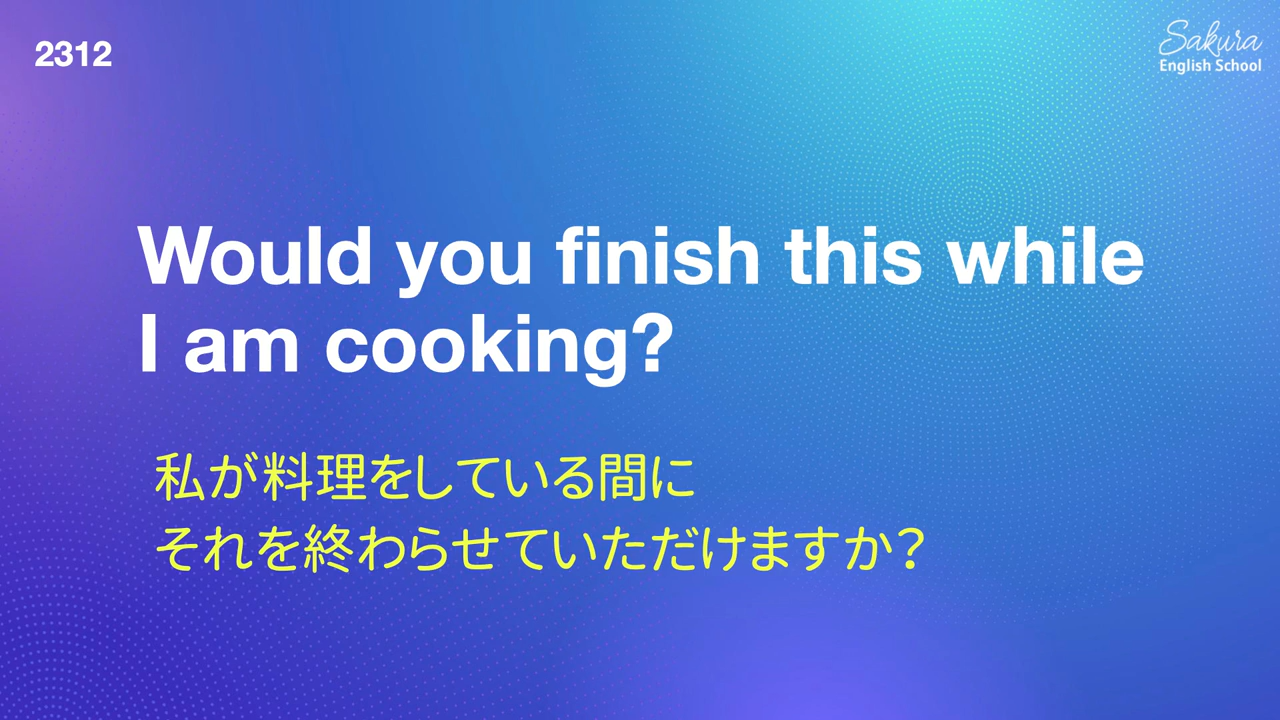 2312
Sakura
English School
Would you finish this while
I am cooking?
私が料理をしている間に
それを終わらせていただけますか？